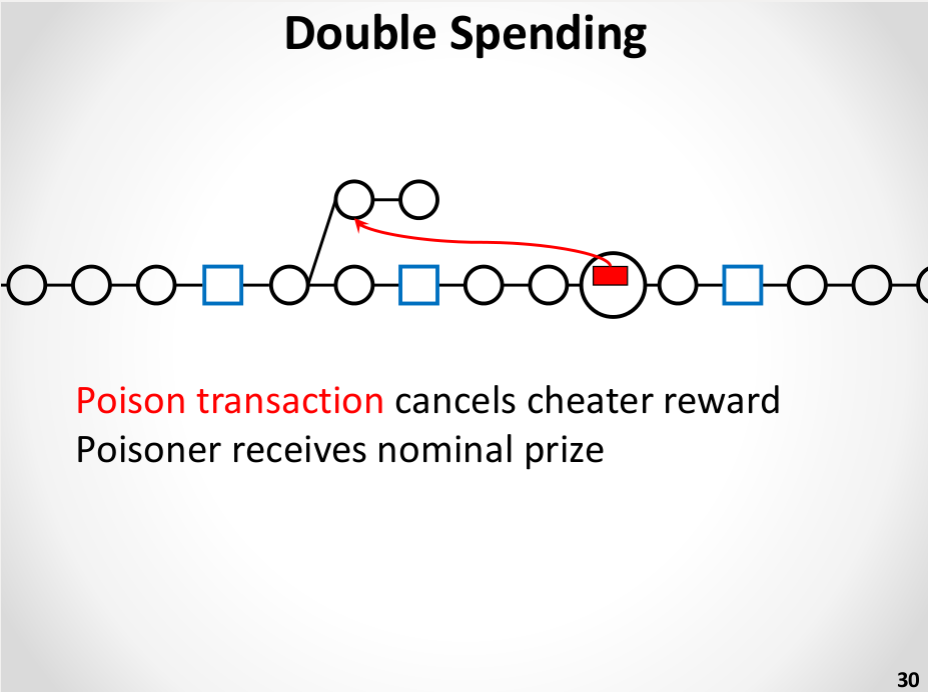 Double Spending
Poison transaction cancels cheater reward
Poisoner receives nominal prize
30